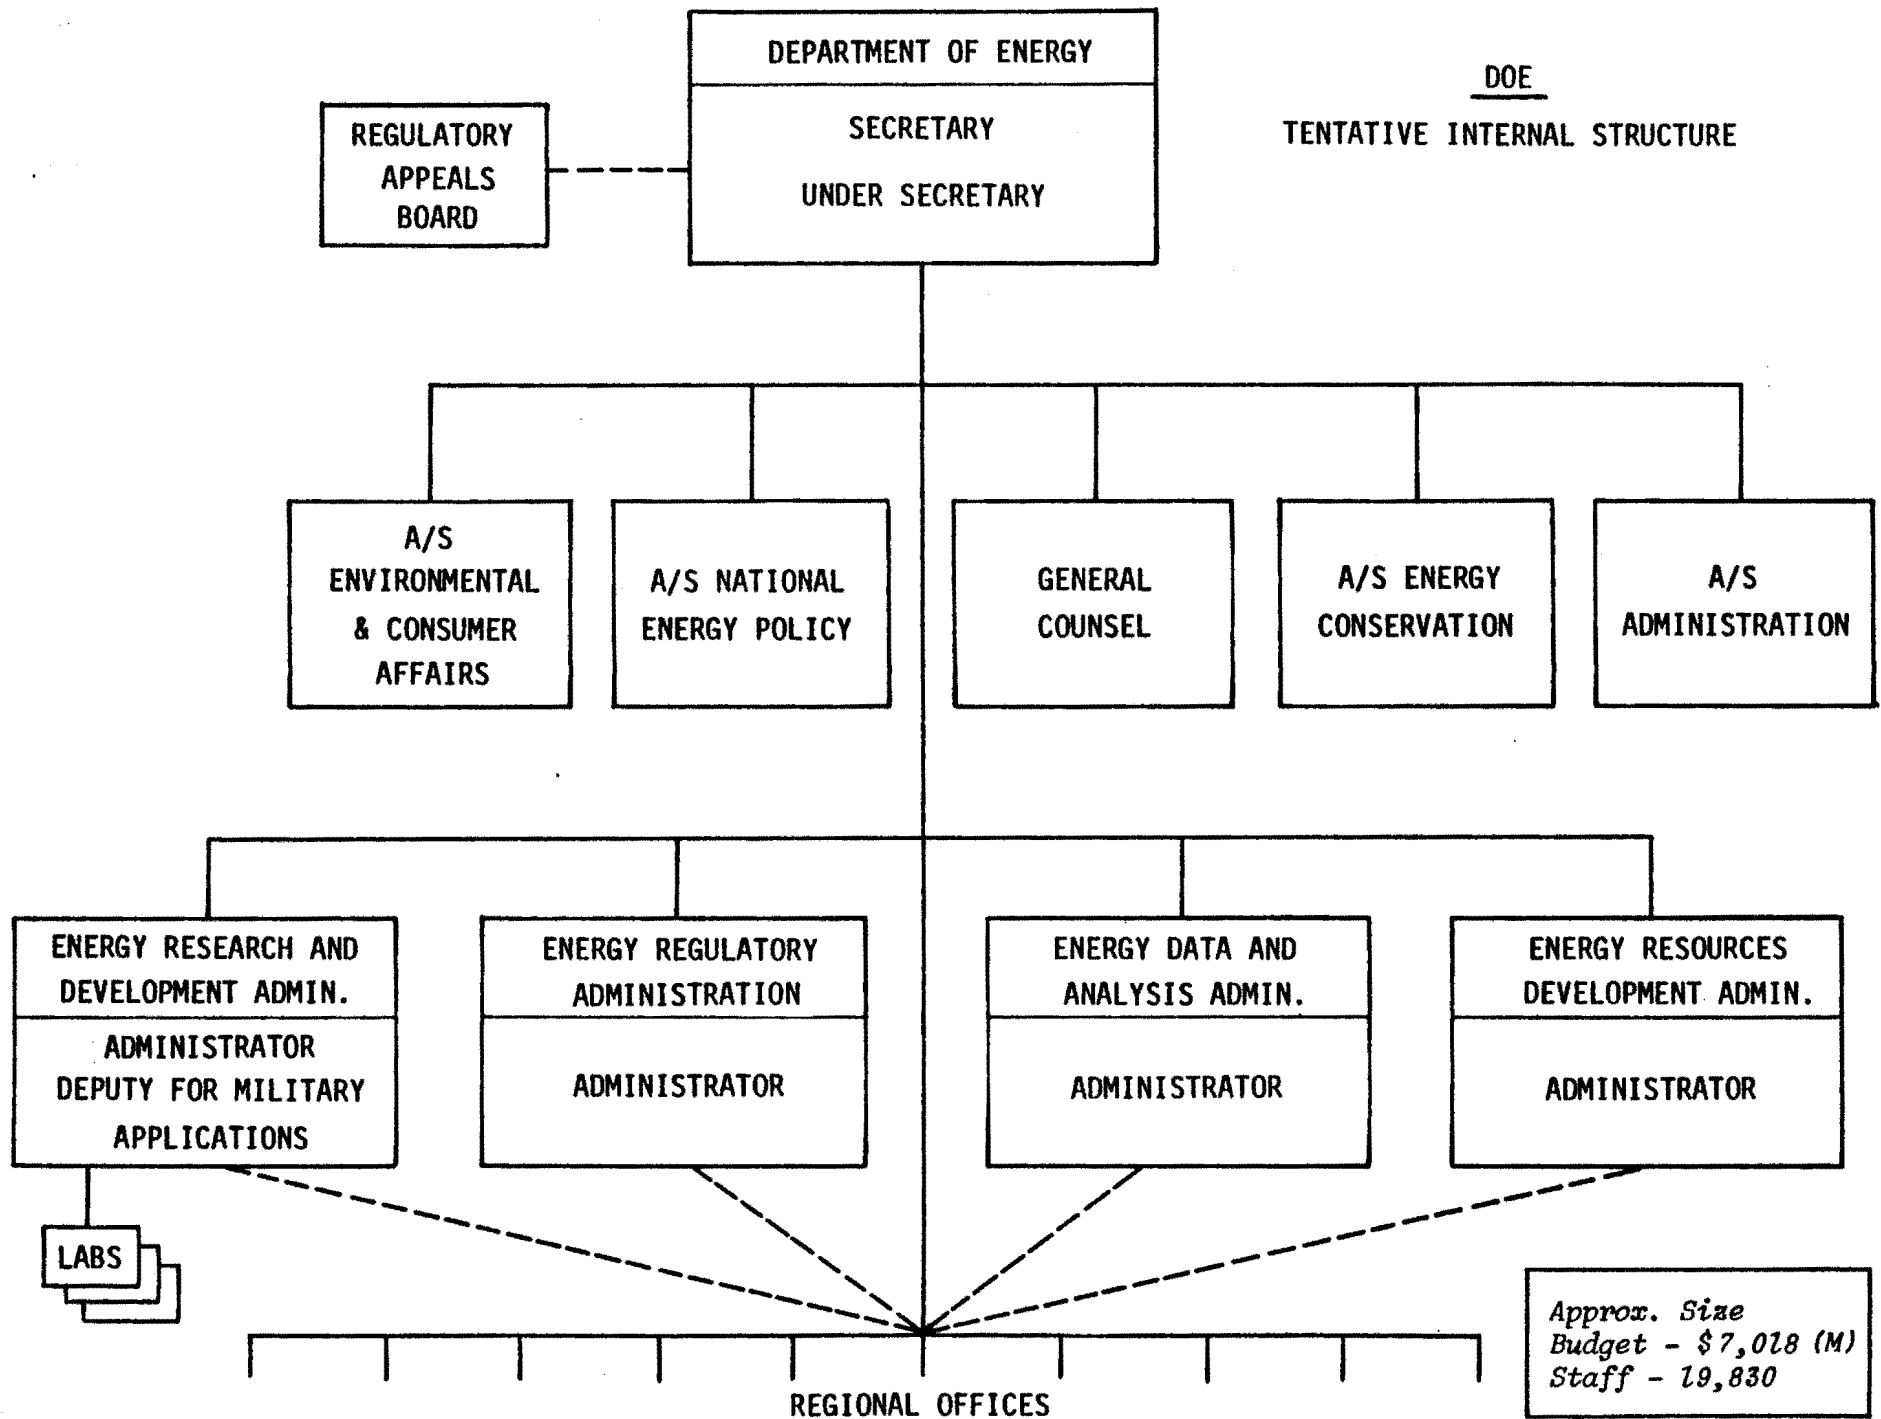 DEPARTMENT OF ENERGY
SECRETARY
UNDER SECRETARY
REGULATORY
APPEALS
BOARD
DOE
TENTATIVE INTERNAL STRUCTURE
A/S
ENVIRONMENTAL
& CONSUMER
AFFAIRS
A/S NATIONAL
ENERGY POLICY
GENERAL
COUNSEL
A/S ENERGY
CONSERVATION
A/S
ADMINISTRATION
ENERGY RESEARCH AND
DEVELOPMENT ADMIN.
ADMINISTRATOR
DEPUTY FOR MILITARY
APPLICATIONS
ENERGY REGULATORY
ADMINISTRATION
ADMINISTRATOR
ENERGY DATA AND
ANALYSIS ADMIN.
ADMINISTRATOR
ENERGY RESOURCES
DEVELOPMENT ADMIN.
ADMINISTRATOR
LABS
REGIONAL OFFICES
Approx. Size
Budget - $7,018 (M)
Staff - 19,830